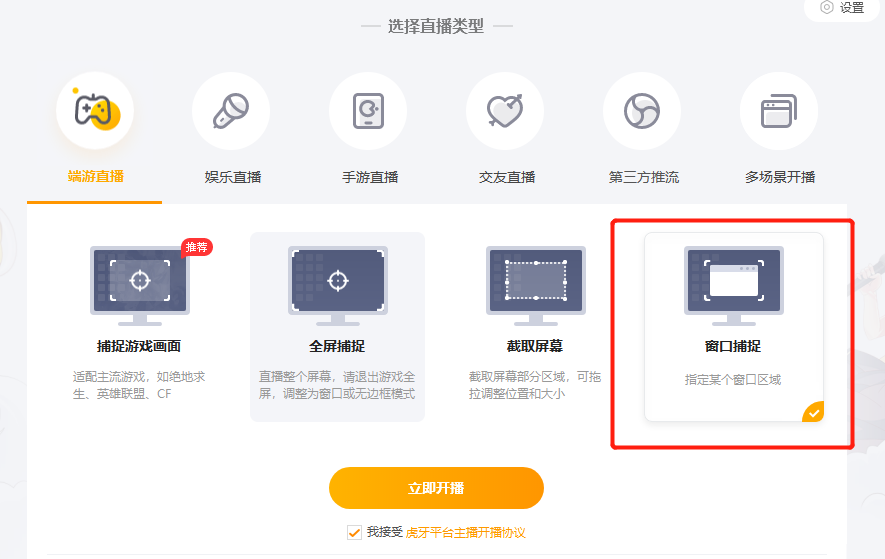 设置
选择直播类型
端游直播
娱乐直播
手游直播
交友直播
第三方推流
多场景开播
推荐
捕捉游戏画面
适配主流游戏，如绝地求
生、英雄联盟、CF
全屏捕捉
直播整个屏幕，请退出游戏全
屏，调整为窗口或无边框模式
截取屏幕
截取屏幕部分区域，可拖
拉调整位置和大小
窗口捕捉
指定某个窗口区域
立即开播
我接受 虎牙平台主播开播协议